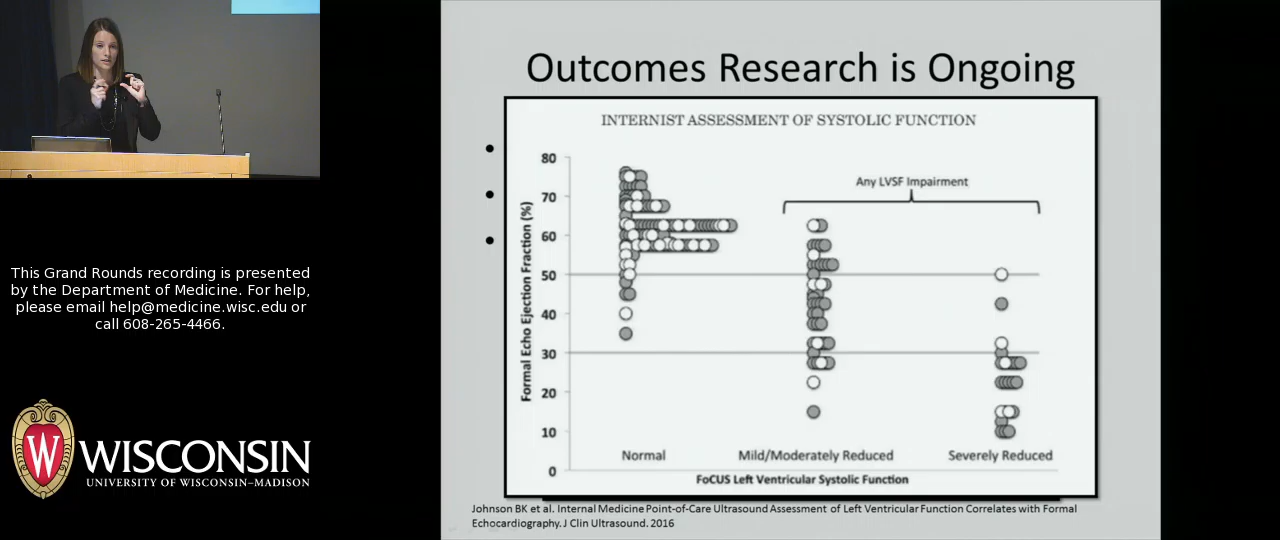 This Grand Rounds recording is presented
by the Department of Medicine. For help,
please email help@medicine.wisc.edu or
call 608-265-4466.
W
WISCONSIN
UNIVERSITY OF WISCONSIN–MADISON
Outcomes Research is Ongoing
INTERNIST ASSESSMENT OF SYSTOLIC FUNCTION
Any LVSF Impairment
Formal Echo Ejection Fraction (%)
80
70
60
50
40
30
20
10
0
Normal
Mild/Moderately Reduced
Severely Reduced
FoCUS Left Ventricular Systolic Function
Johnson BK et al. Internal Medicine Point-of-Care Ultrasound Assessment of Left Ventricular Function Correlates with Formal
Echocardiography. J Clin Ultrasound. 2016